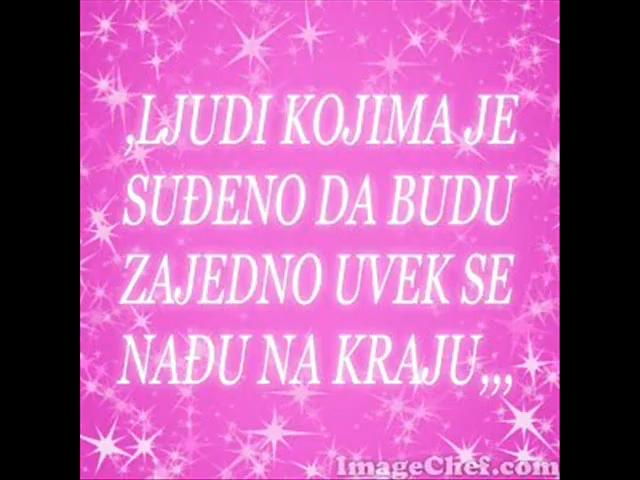 ,LJUDI KOJIMA JE
SUĐENO DA BUDU
ZAJEDNO UVEK SE
NAĐU NA KRAJU,,,
ImageChef.com